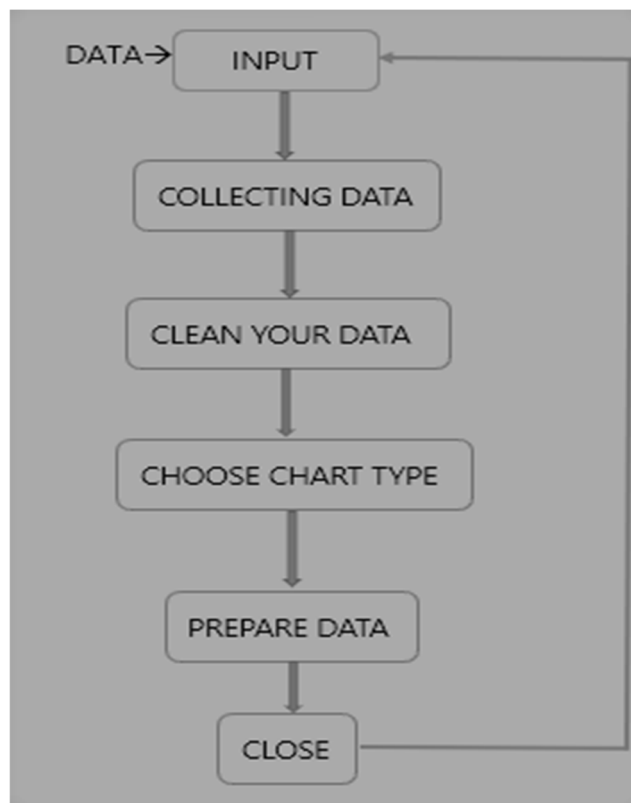 DATA→ INPUT
COLLECTING DATA
CLEAN YOUR DATA
CHOOSE CHART TYPE
PREPARE DATA
CLOSE